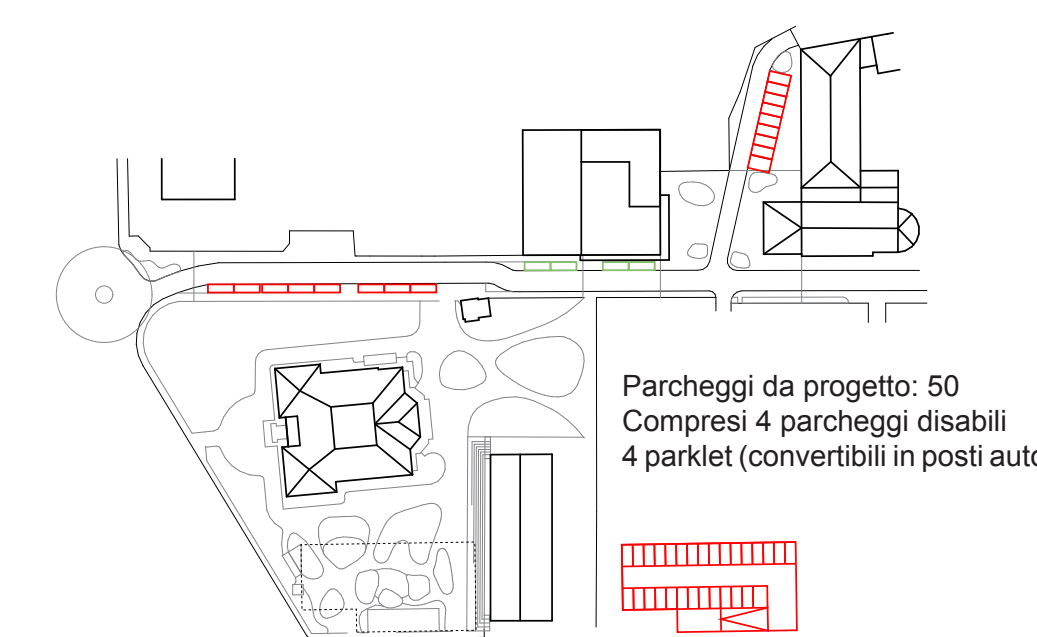 Parcheggi da progetto: 50
Compresi 4 parcheggi disabili
4 parklet (convertibili in posti